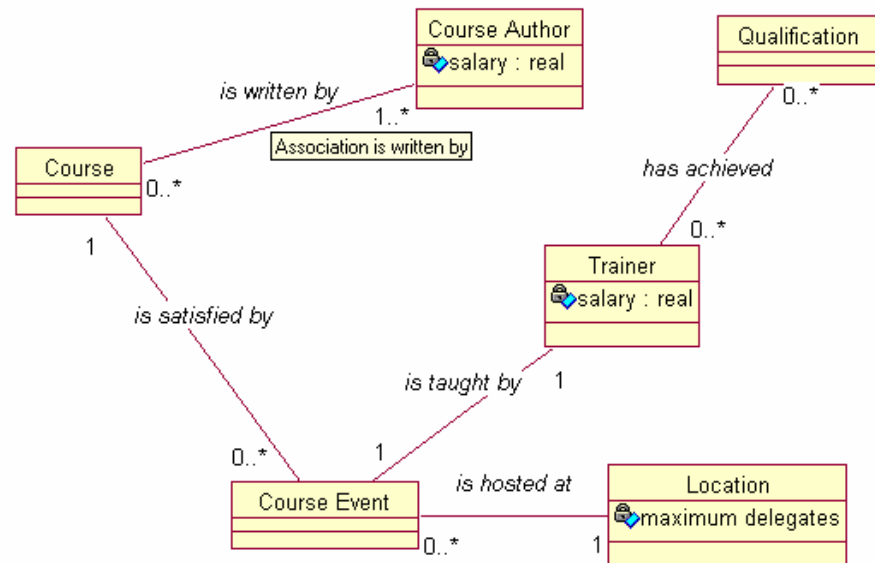 Course Author
salary : real
Qualification
is written by
1..*
0..*
Association is written by
Course
0..*
has achieved
1
0..*
Trainer
salary : real
is satisfied by
is taught by
1
1
0..*
is hosted at
Location
Course Event
maximum delegates
0..*
1